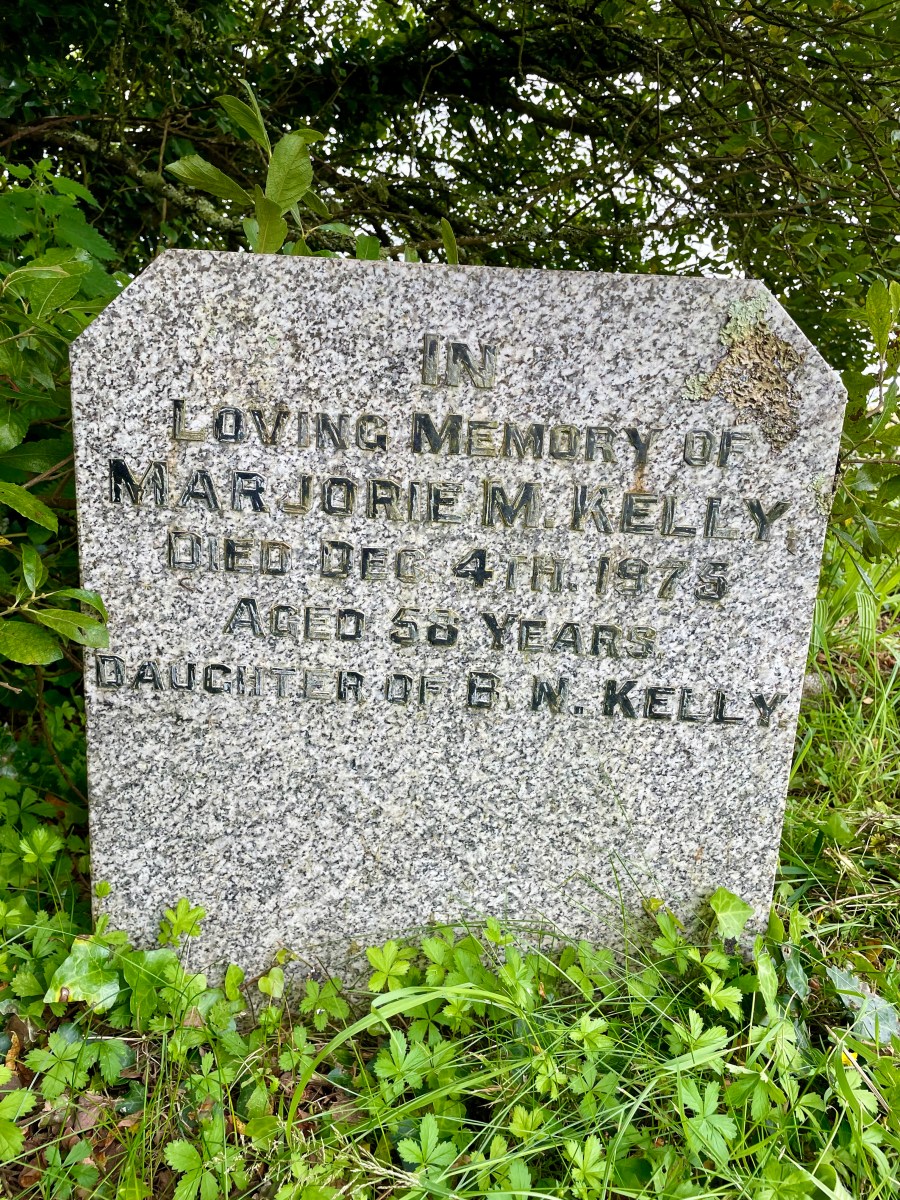 IN
LOVING MEMORY OF
MARJORIE M. KELLY,
DIED DEC. 4TH. 1975
AGED 58 YEARS.
DAUGHTER OF B. N. KELLY